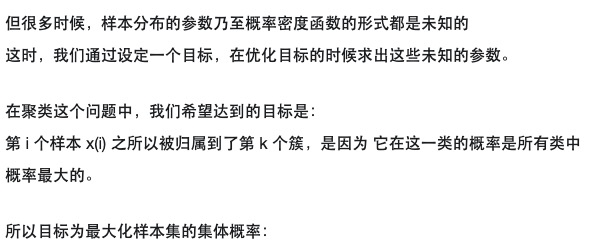 但很多时候，样本分布的参数乃至概率密度函数的形式都是未知的
这时，我们通过设定一个目标，在优化目标的时候求出这些未知的参数。
在聚类这个问题中，我们希望达到的目标是：
第 i 个样本 x(i) 之所以被归属到了第 k 个簇，是因为 它在这一类的概率是所有类中
概率最大的。
所以目标为最大化样本集的集体概率：